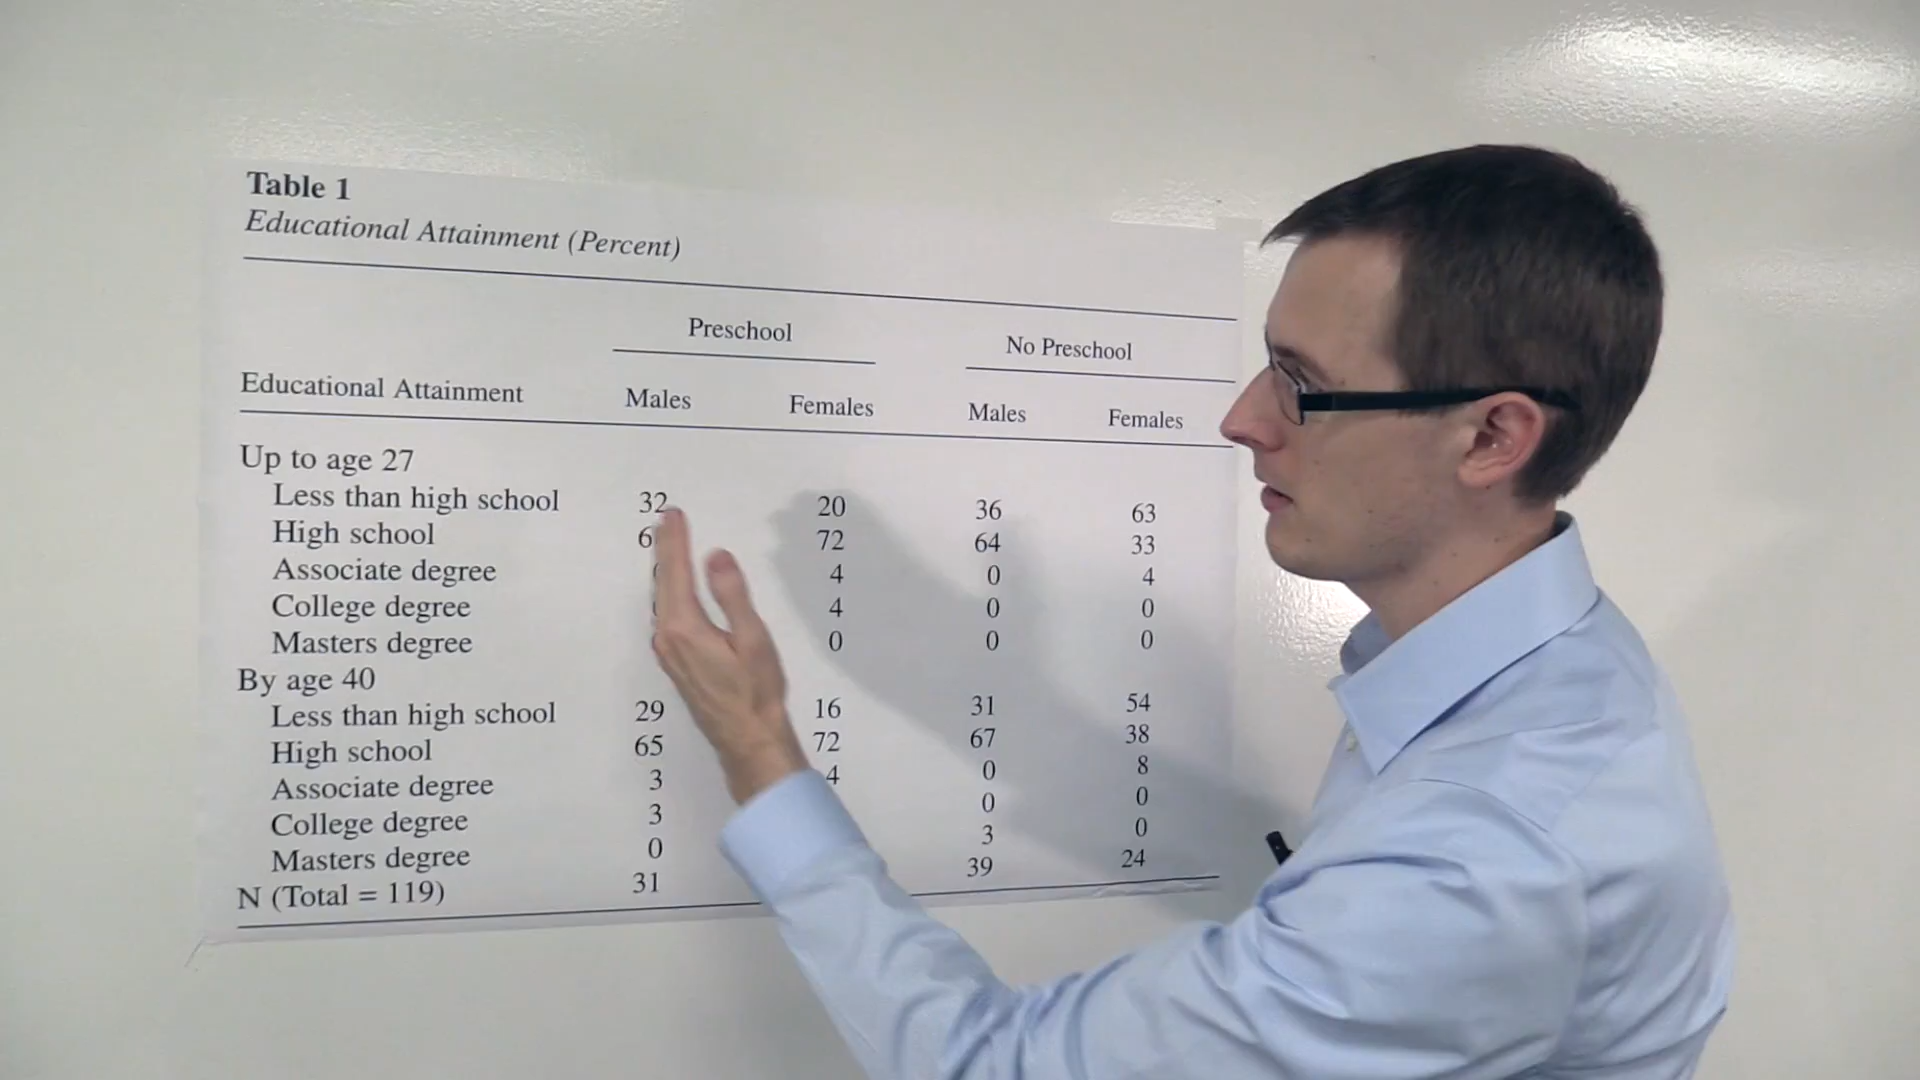 Table 1
Educational Attainment (Percent)
Preschool No Preschool
Educational Attainment Males Females Males Females
Up to age 27
Less than high school 32 20 36 63
High school 72 64 33
Associate degree 4 0 4
College degree 4 0 0
Masters degree 0 0 0
By age 40
Less than high school 29 16 31 54
High school 65 72 67 38
Associate degree 3 4 0 8
College degree 3 0 0
Masters degree 0 3 0
N (Total = 119) 31 39 24